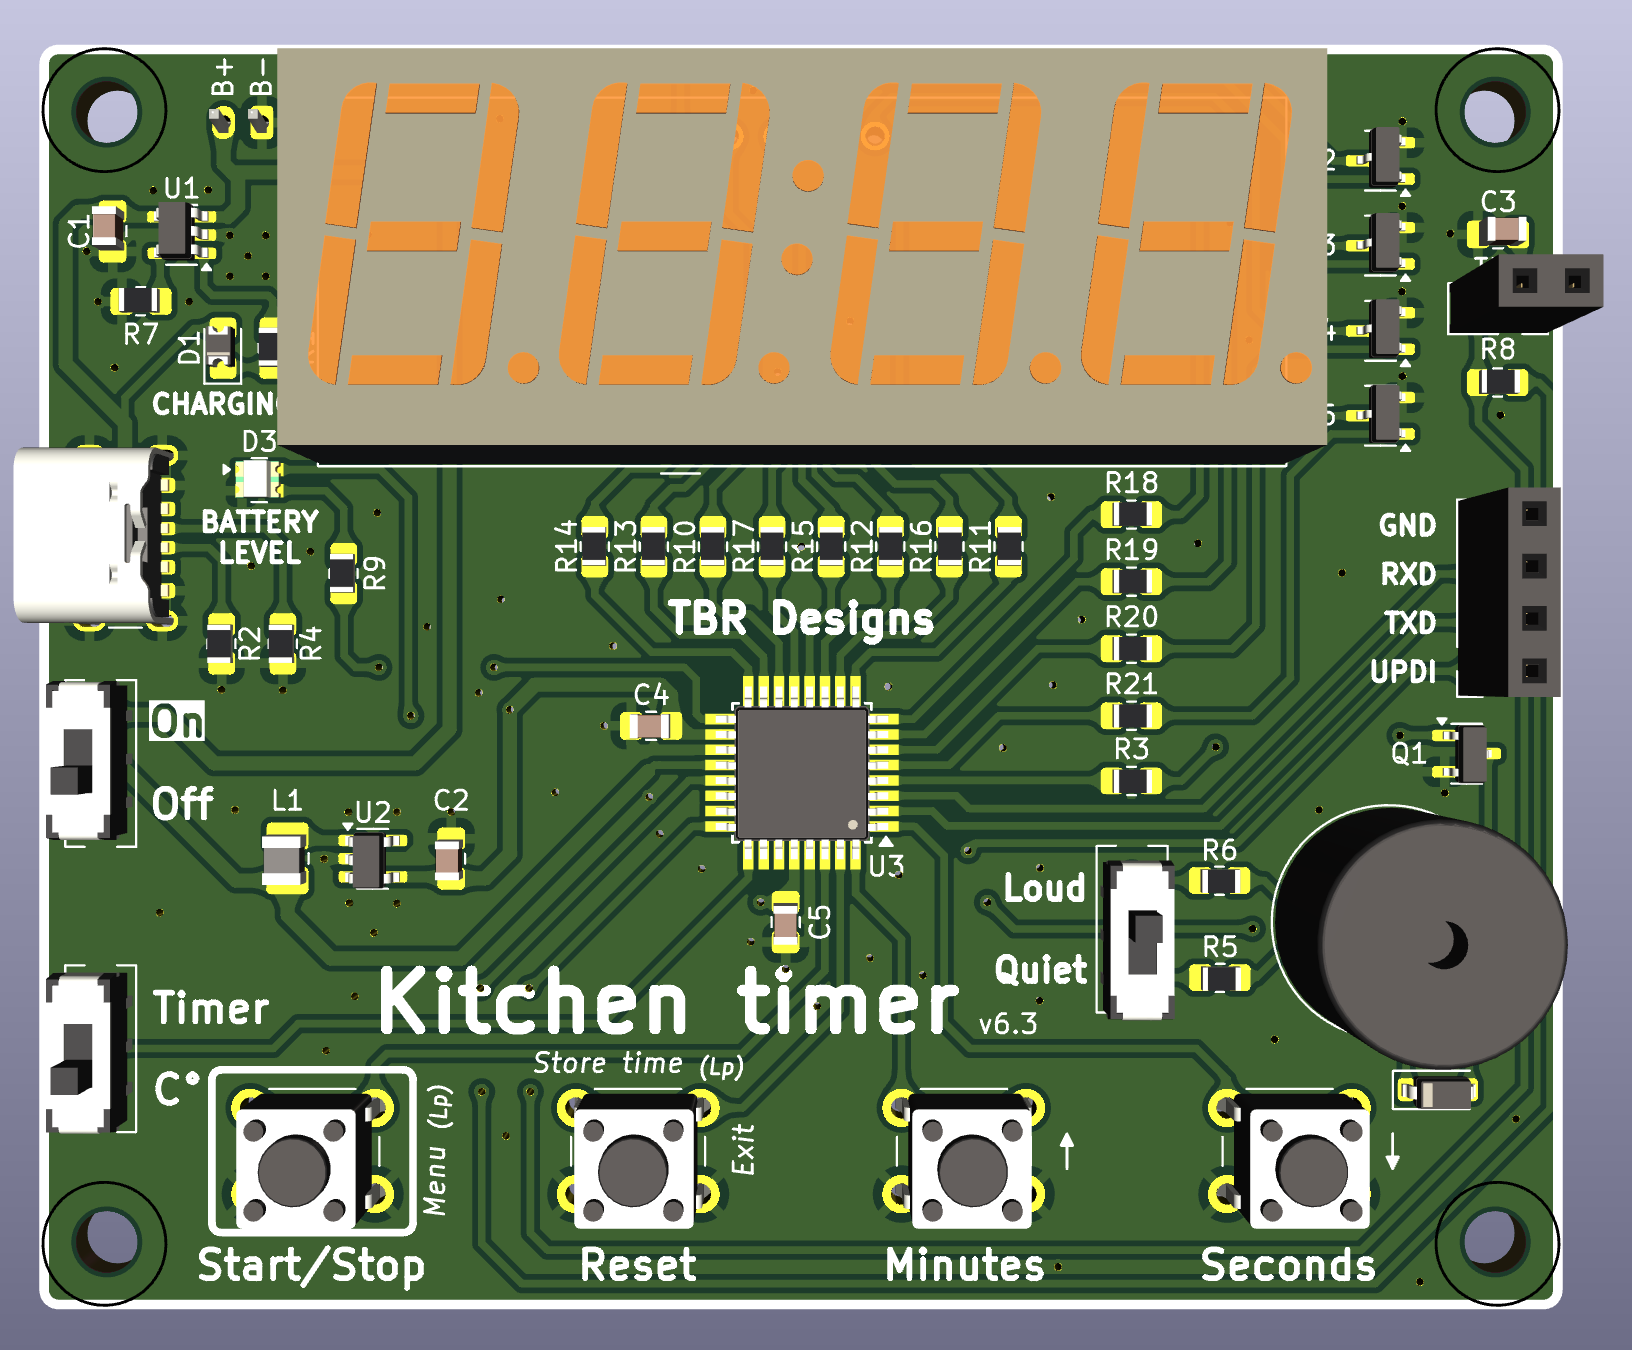 B+
B-
U1
C1
R7
D1
CHARGIN
D3
BATTERY
LEVEL
R9
R2
R4
2
3
4
5
C3
R8
R14
R13
R10
R17
R15
R12
R16
R11
R18
R19
R20
R21
R3
TBR Designs
GND
RXD
TXD
UPDI
Q1
On
Off
L1
U2
C2
C4
U3
C5
Loud
Quiet
R6
R5
Timer
C°
Kitchen timer
v6.3
Store time (Lp)
Menu (Lp)
Exit
↑
↓
Start/Stop
Reset
Minutes
Seconds